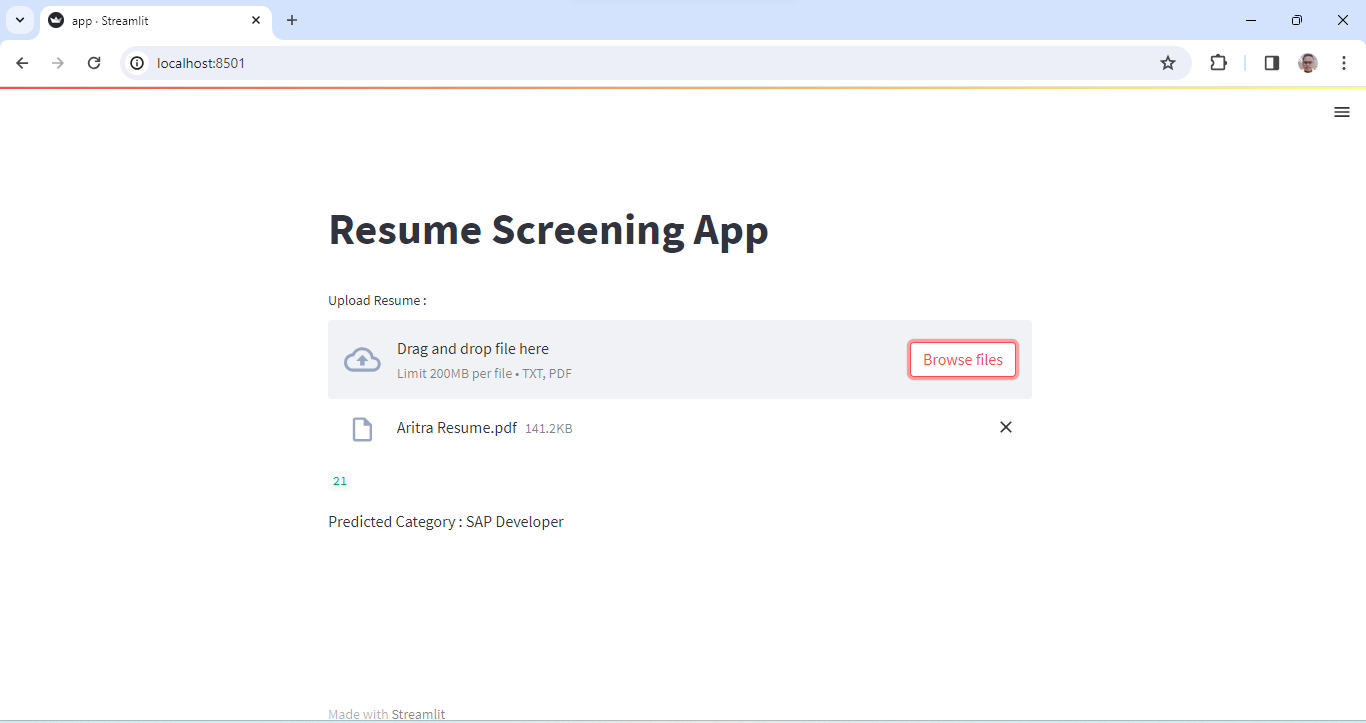 app · Streamlit
localhost:8501
Resume Screening App
Upload Resume :
Drag and drop file here
Limit 200MB per file • TXT, PDF
Browse files
Aritra Resume.pdf 141.2KB
21
Predicted Category : SAP Developer
Made with Streamlit